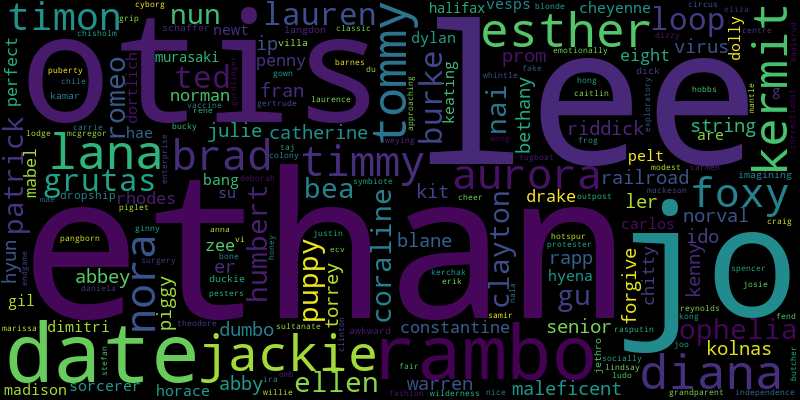 timon nun lauren tommy halifax vesps blonde cheyenne circus eliza
cyborg grip schaffer newt langdon classic dylan esther loop dizzy centre
chisholm perfect otis ip villa penny burke keating lee prom emotionally virus dolly kermit
romeo dortlich murasaki ted norman fran barnes du gown approaching nai bethany eight dick
puberty chile kamar vaccine rene gertrude laurence whintle fake hong caitlin exploratory hobbs mantle
patrick lodge mcgregor carrie hae bucky julie catherine weying riddick string are
mabel lana enterprise brad taj colony timmy wong tugboat frog pelt modest carmen imagining
grutas bang deborah symbiote aurora railroad mackeson foxy
mae dropship rhodes su bea kit cheer drake outpost ler
piglet humbert coraline clayton carlos norval craig
hyun pangborn nora ginny zee anna vi justin blane hotspur protester ido
endgame abbey surgery er bone honey ecv ethan kerchak erik rapp hyena forgive chitty kenny jo spencer josie
gil daniela piggy duckie pesters puppy torrey nala gu
marissa dimitri theodore dumbo sultanate clinton awkward constantine samir senior rasputin reynolds kong fend
date stefan jackie fair rambo jethro socially lindsay ludo joo ophelia kolnas butcher
madison sorcerer horace abby ira omb willie ellen warren fashion wilderness nice maleficent diana grandparent independence